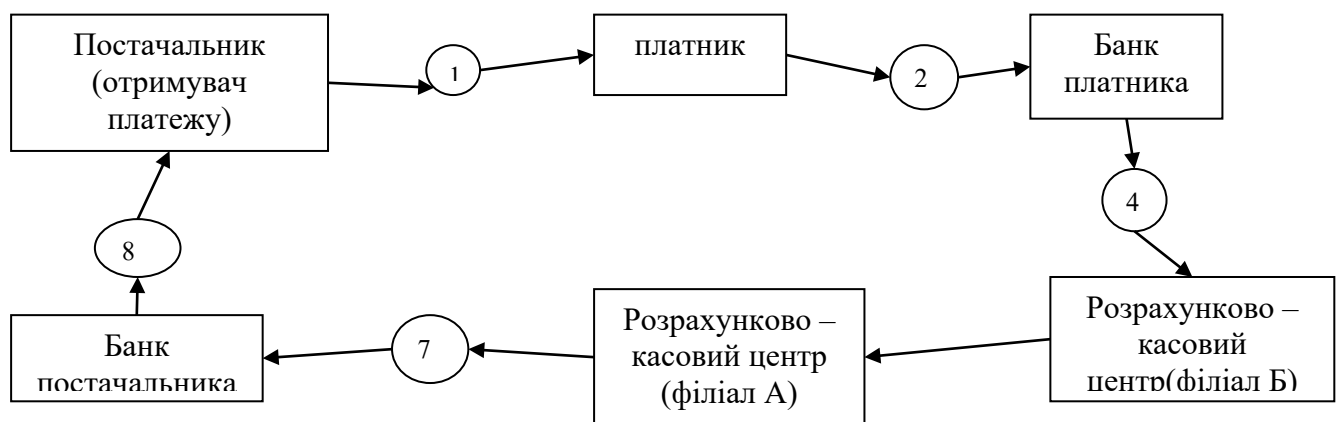 Постачальник
(отримувач
платежу)
1
платник
2
Банк
платника
4
8
Банк
постачальника
7
Розрахунково –
касовий центр
(філіал А)
Розрахунково –
касовий
центр(філіал Б)